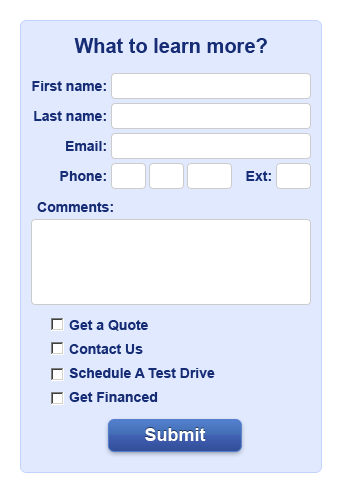 What to learn more?
First name:
Last name:
Email:
Phone: Ext:
Comments:
Get a Quote
Contact Us
Schedule A Test Drive
Get Financed
Submit